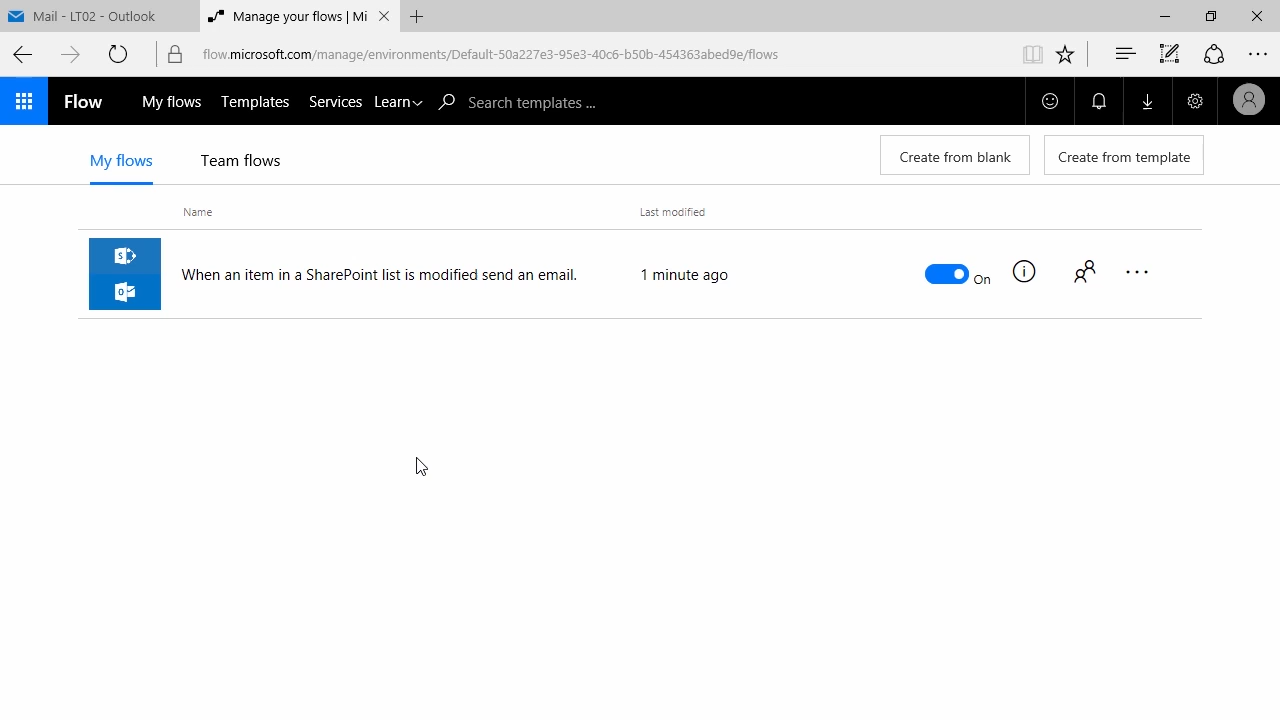 Mail - LT02 - Outlook
Manage your flows | Mi
flow.microsoft.com/manage/environments/Default-50a227e3-95e3-40c6-b50b-454363abed9e/flows
Flow My flows Templates Services Learn Search templates ...
My flows Team flows Create from blank Create from template
Name Last modified
When an item in a SharePoint list is modified send an email. 1 minute ago On